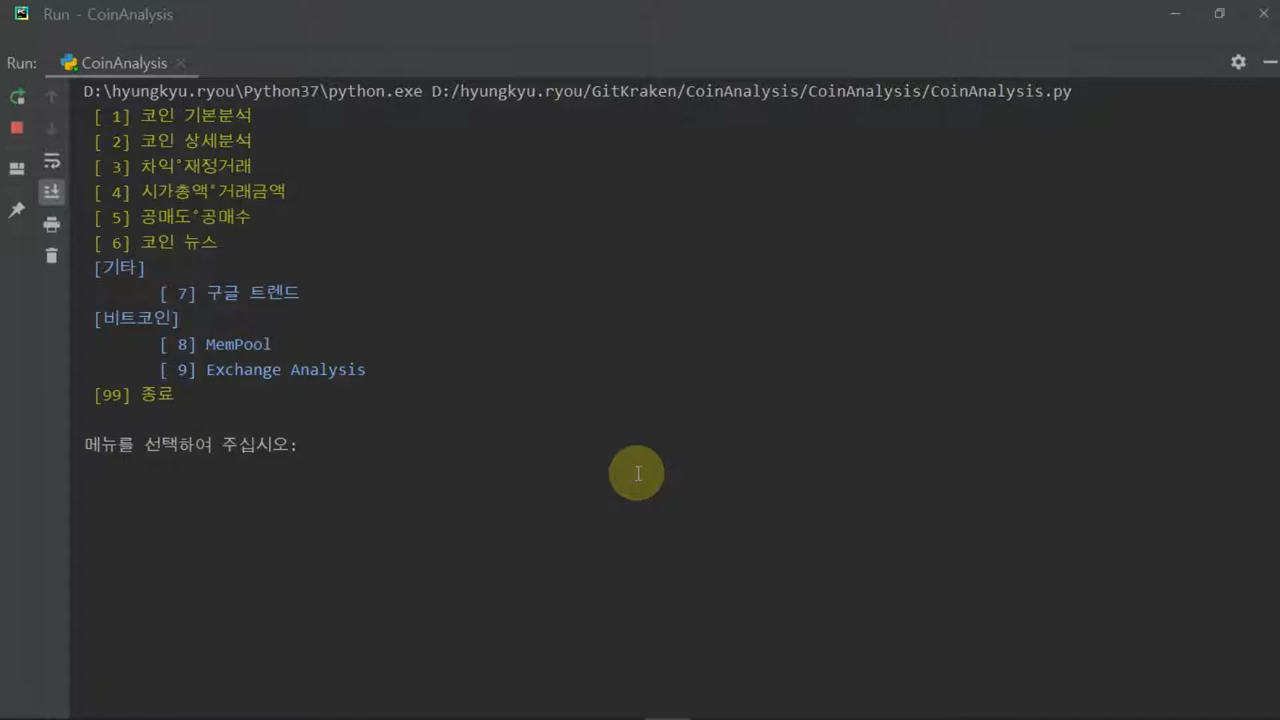 Run - CoinAnalysis
Run: CoinAnalysis
D:\hyungkyu.ryou\Python37\python.exe D:/hyungkyu.ryou/GitKraken/CoinAnalysis/CoinAnalysis/CoinAnalysis.py
[ 1] 코인 기본분석
[ 2] 코인 상세분석
[ 3] 차익˚재정거래
[ 4] 시가총액˚거래금액
[ 5] 공매도˚공매수
[ 6] 코인 뉴스
[기타]
[ 7] 구글 트렌드
[비트코인]
[ 8] MemPool
[ 9] Exchange Analysis
[99] 종료
메뉴를 선택하여 주십시오: